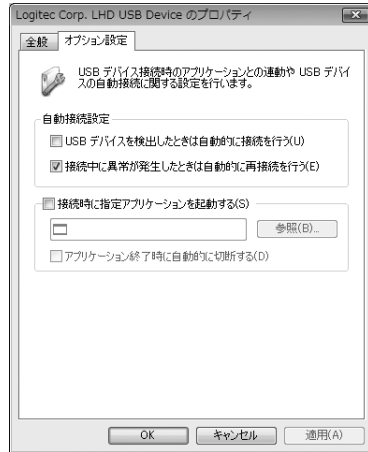 Logitec Corp. LHD USB Device のプロパティ
全般 オプション設定
USB デバイス接続時のアプリケーションとの連動や USB デバイ
スの自動接続に関する設定を行います。
自動接続設定
USB デバイスを検出したときは自動的に接続を行う(U)
接続中に異常が発生したときは自動的に再接続を行う(E)
接続時に指定アプリケーションを起動する(S)
参照(B)...
アプリケーション終了時に自動的に切断する(D)
OK キャンセル 適用(A)